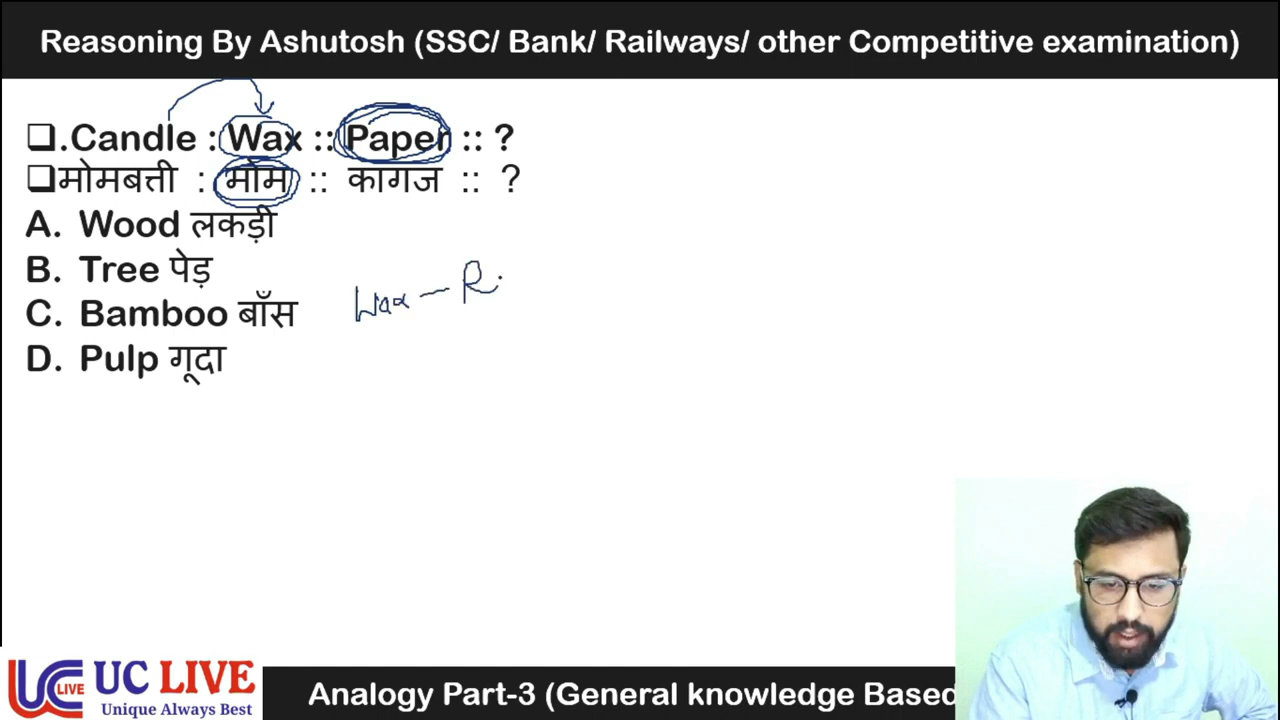 Reasoning By Ashutosh (SSC/ Bank/ Railways/ other Competitive examination)
❑.Candle : Wax :: Paper :: ?
❑मोमबत्ती : मोम :: कागज :: ?
A. Wood लकड़ी
B. Tree पेड़
C. Bamboo बाँस
D. Pulp गूदा
Wax — R
UC LIVE
LIVE
Unique Always Best
Analogy Part-3 (General knowledge Based